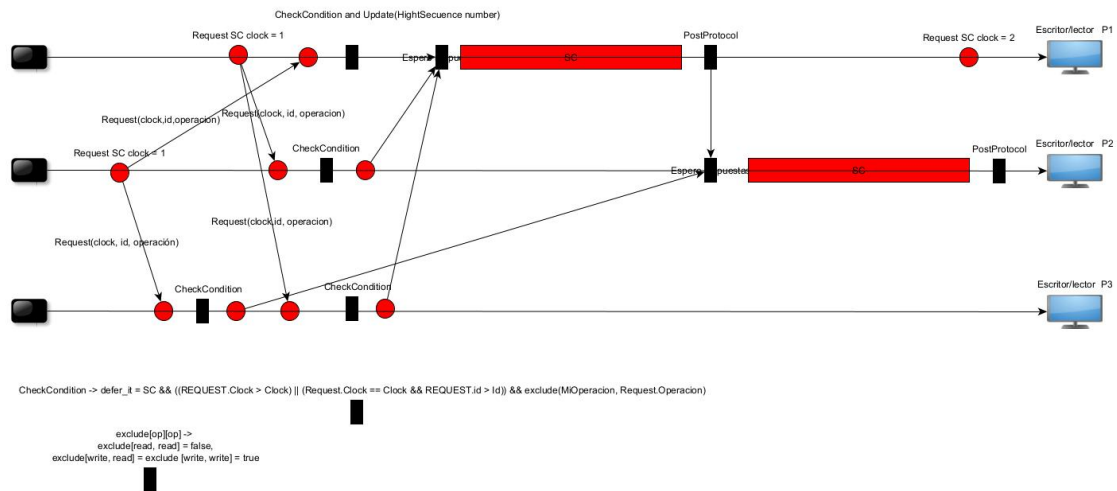 CheckCondition and Update(HightSecuence number)
Request SC clock = 1
PostProtocol
Request SC clock = 2
Escritor/lector P1
SC
Request(clock,id,operacion)
Request(clock, id, operacion)
Request SC clock = 1
CheckCondition
PostProtocol
Escritor/lector P2
SC
Request(clock,id, operacion)
Request(clock, id, operación)
CheckCondition
CheckCondition
Escritor/lector P3
CheckCondition -> defer_it = SC && ((REQUEST.Clock > Clock) || (Request.Clock == Clock && REQUEST.id > Id)) && exclude(MiOperacion, Request.Operacion)
exclude[op][op] ->
exclude[read, read] = false,
exclude[write, read] = exclude [write, write] = true